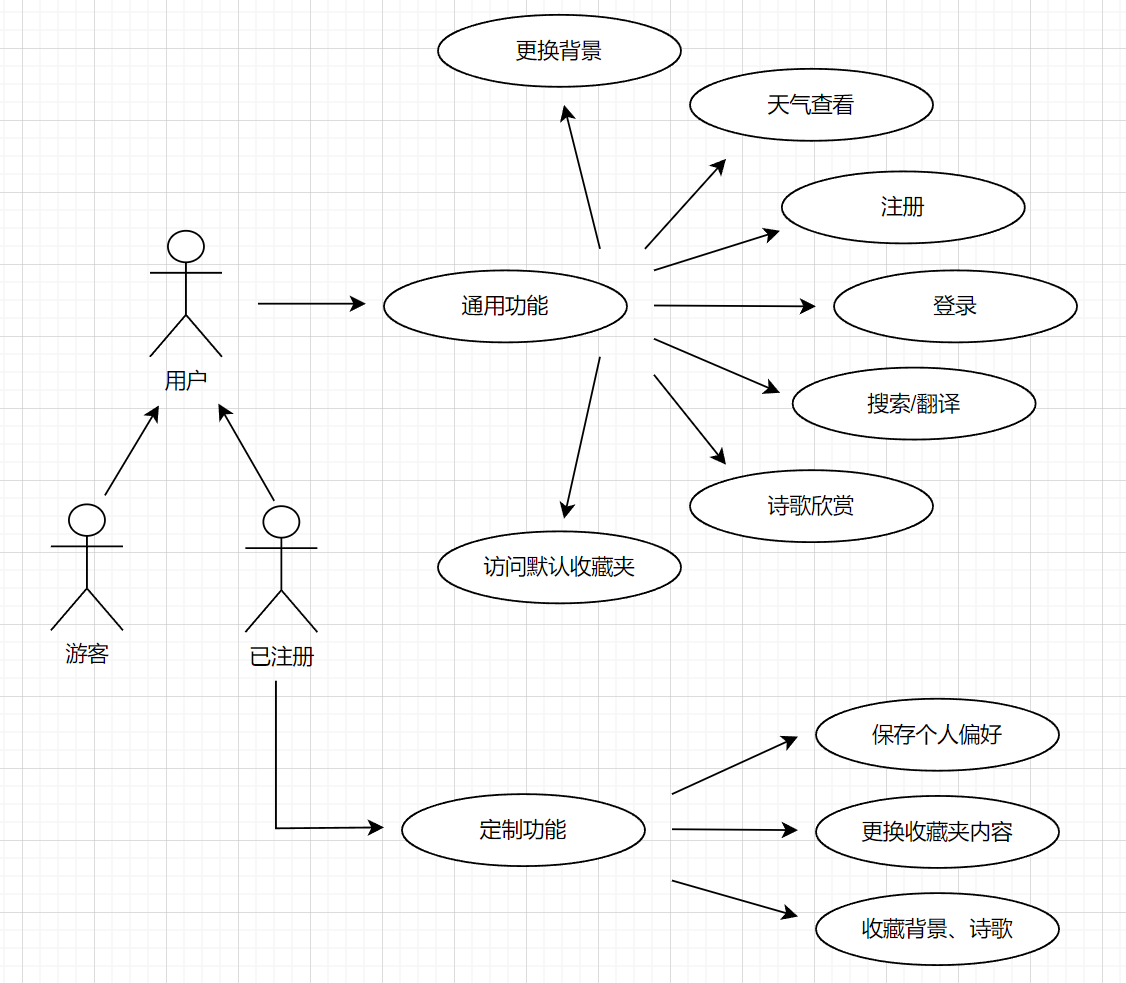 更换背景
天气查看
注册
通用功能
登录
用户
搜索/翻译
诗歌欣赏
访问默认收藏夹
游客
已注册
保存个人偏好
定制功能
更换收藏夹内容
收藏背景、诗歌